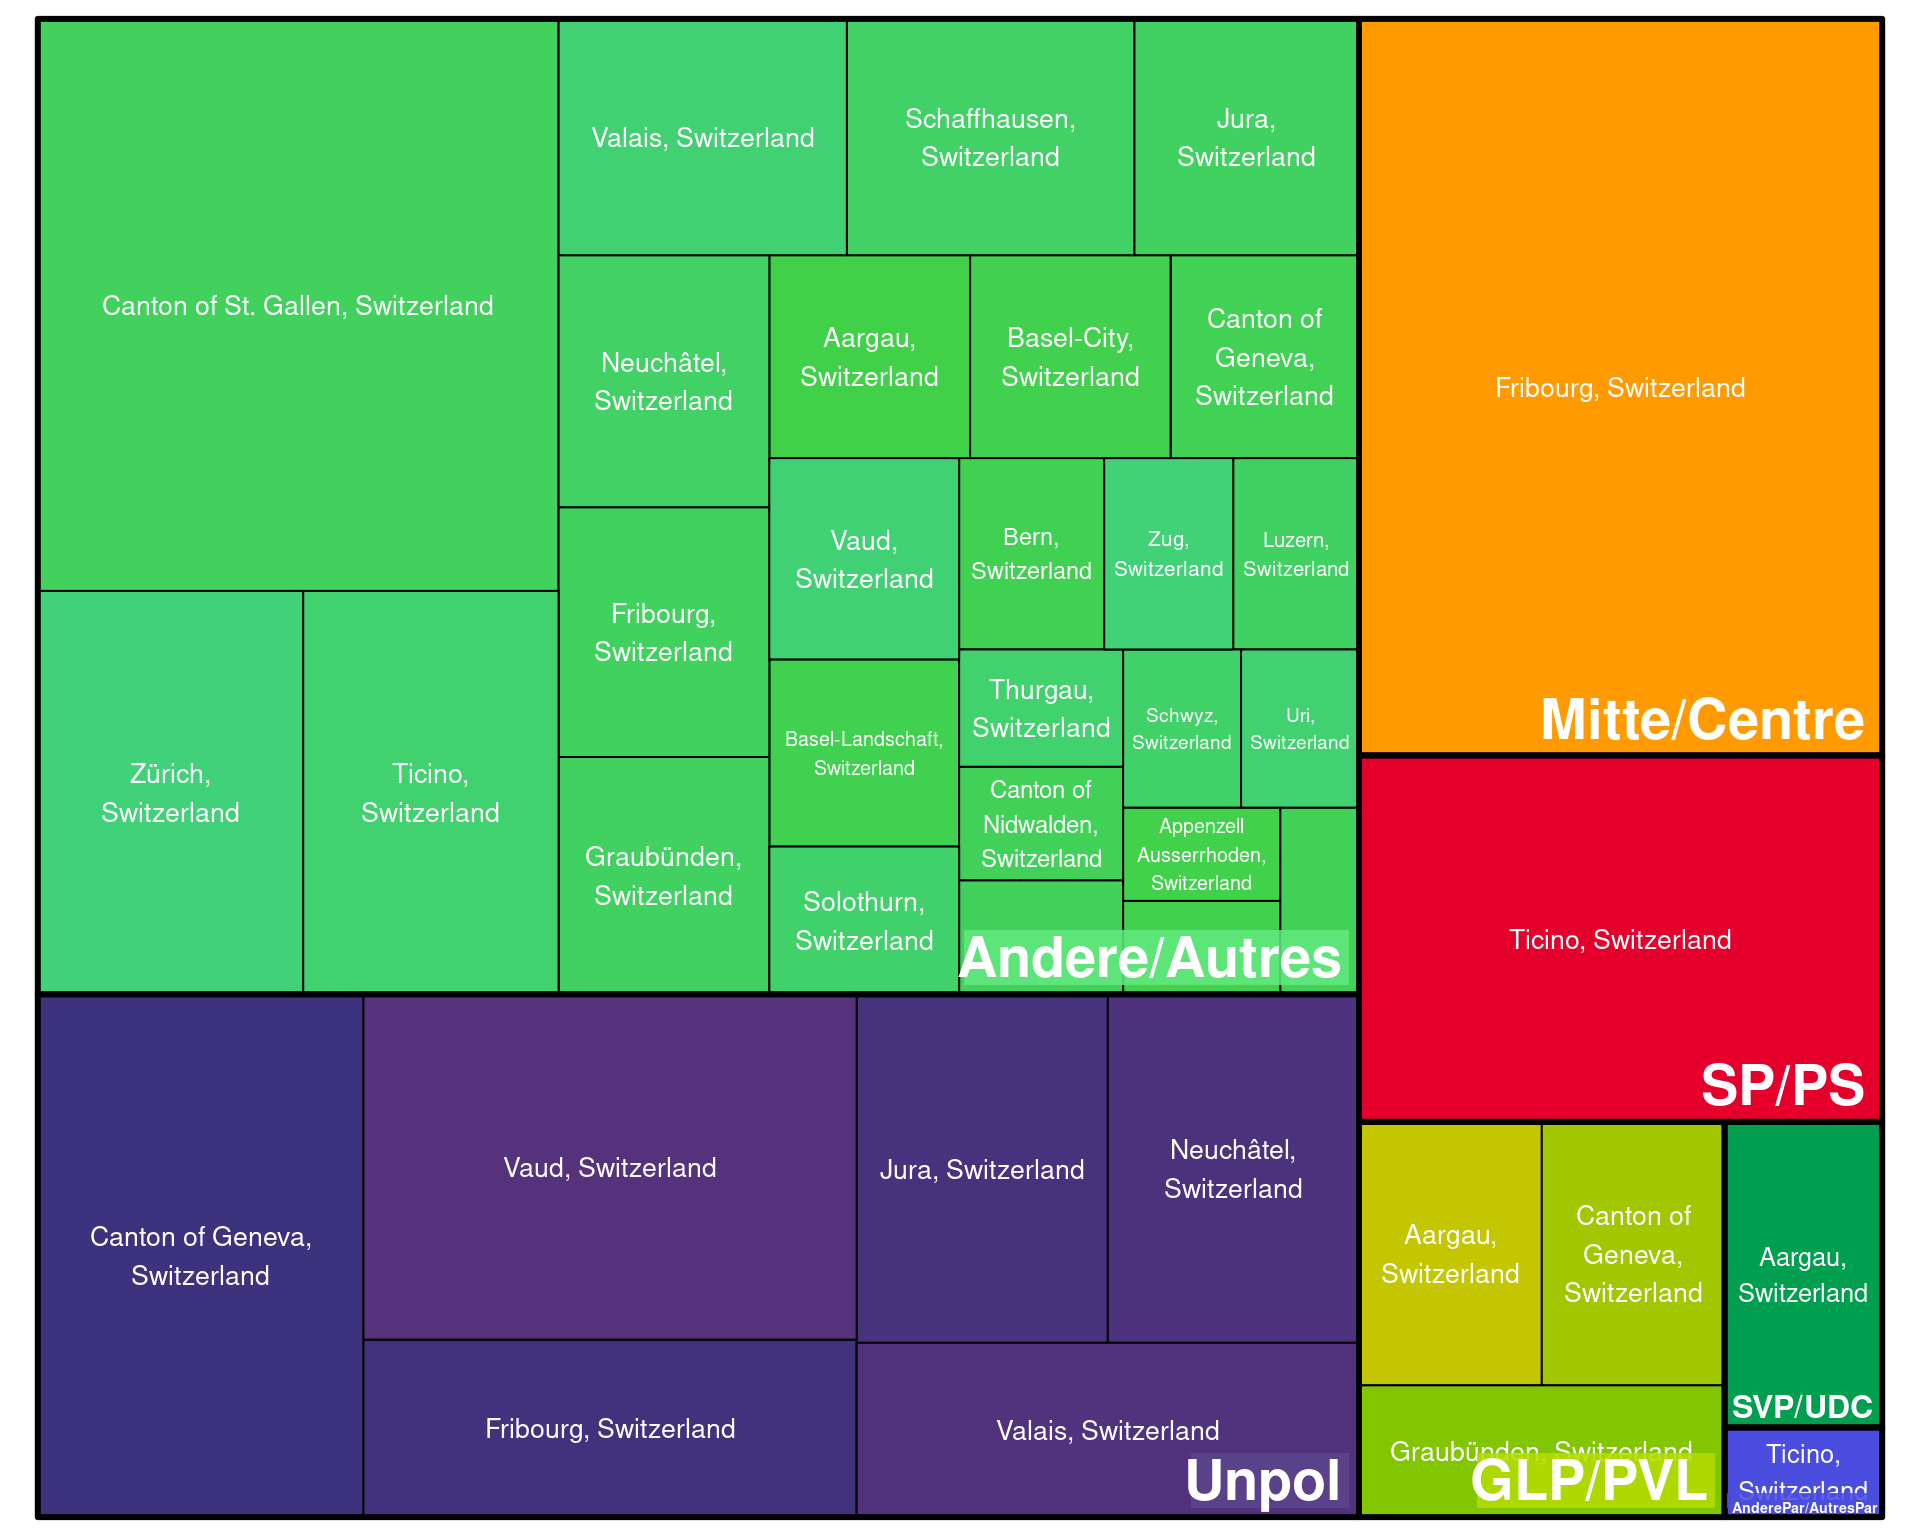 Canton of St. Gallen, Switzerland
Valais, Switzerland
Schaffhausen,
Switzerland
Jura,
Switzerland
Neuchâtel,
Switzerland
Aargau,
Switzerland
Basel-City,
Switzerland
Canton of
Geneva,
Switzerland
Fribourg, Switzerland
Mitte/Centre
Zürich,
Switzerland
Ticino,
Switzerland
Fribourg,
Switzerland
Graubünden,
Switzerland
Vaud,
Switzerland
Bern,
Switzerland
Zug,
Switzerland
Luzern,
Switzerland
Basel-Landschaft,
Switzerland
Solothurn,
Switzerland
Thurgau,
Switzerland
Schwyz,
Switzerland
Uri,
Switzerland
Canton of
Nidwalden,
Switzerland
Appenzell
Ausserrhoden,
Switzerland
Andere/Autres
Ticino, Switzerland
SP/PS
Canton of Geneva,
Switzerland
Vaud, Switzerland
Jura, Switzerland
Neuchâtel,
Switzerland
Fribourg, Switzerland
Valais, Switzerland
Unpol
Aargau,
Switzerland
Canton of
Geneva,
Switzerland
Graubünden, Switzerland
GLP/PVL
Aargau,
Switzerland
SVP/UDC
Ticino,
Switzerland
AnderePar/AutresPar